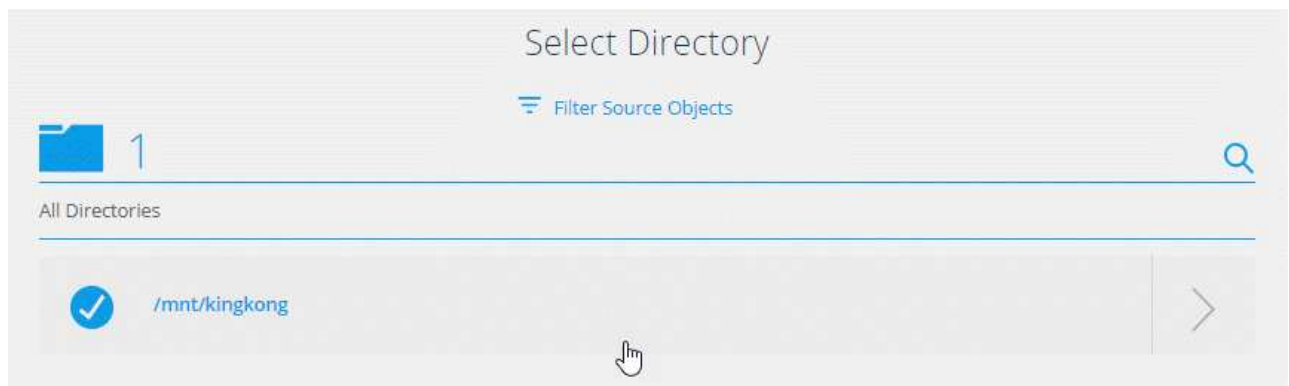 Select Directory
Filter Source Objects
1
All Directories
/mnt/kingkong